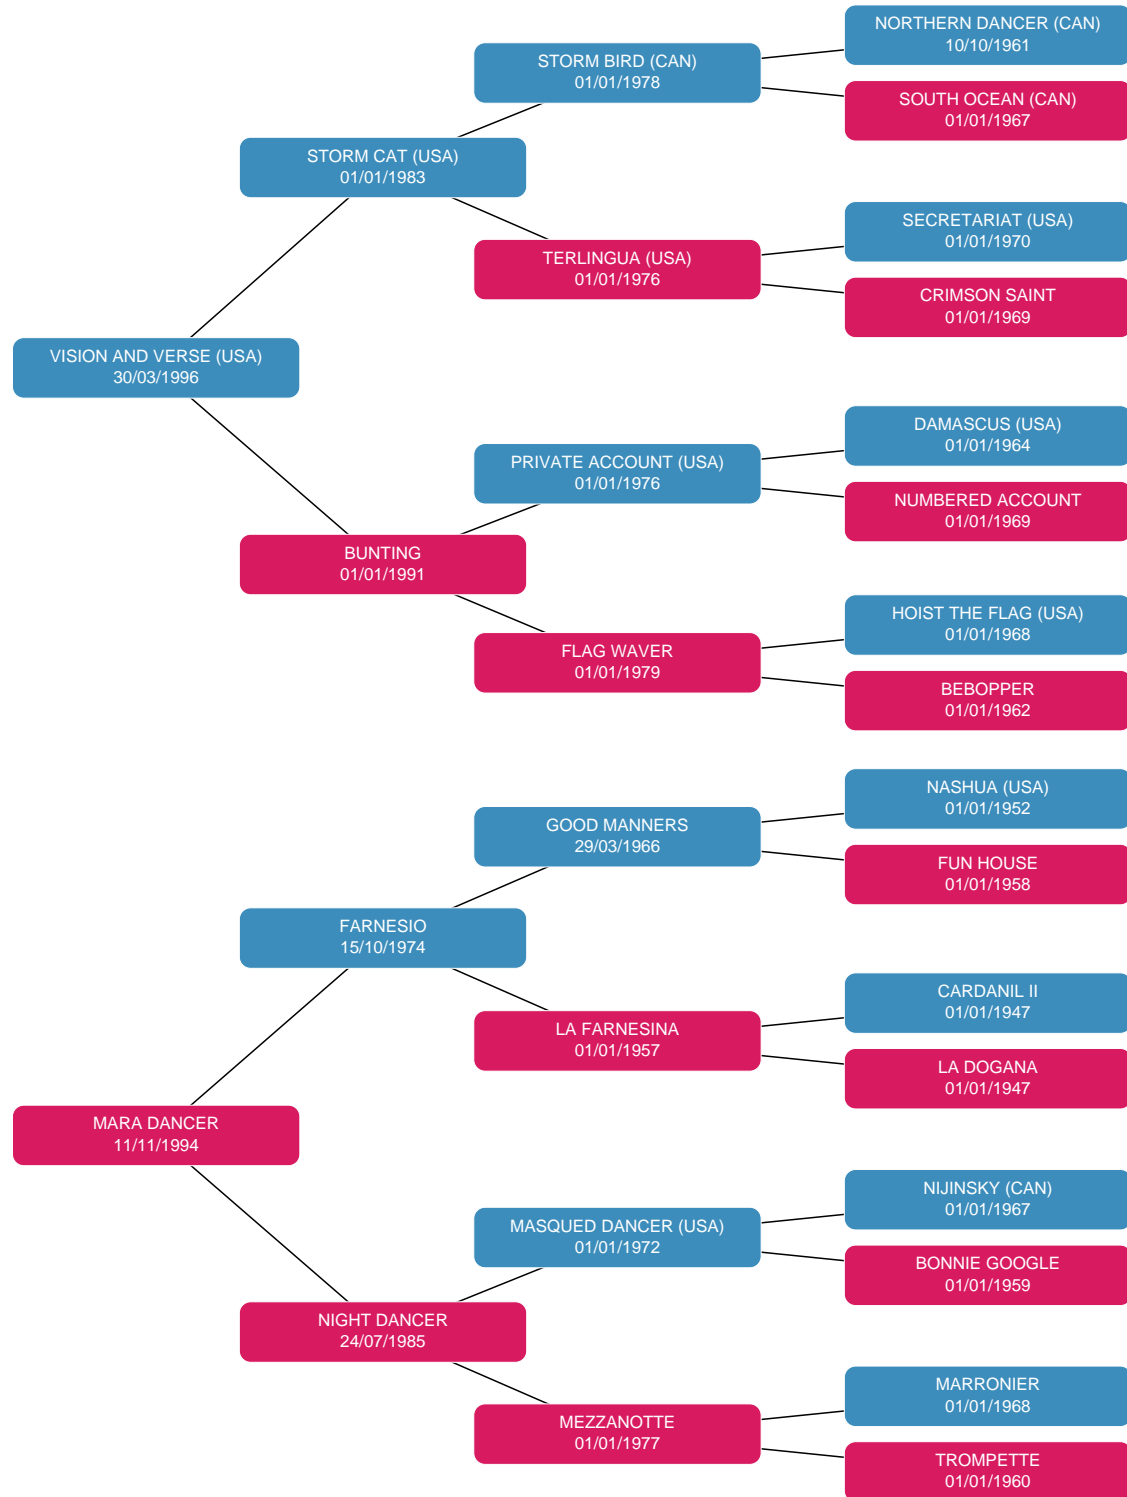 NORTHERN DANCER (CAN)
10/10/1961
STORM BIRD (CAN)
01/01/1978
SOUTH OCEAN (CAN)
01/01/1967
STORM CAT (USA)
01/01/1983
SECRETARIAT (USA)
01/01/1970
TERLINGUA (USA)
01/01/1976
CRIMSON SAINT
01/01/1969
VISION AND VERSE (USA)
30/03/1996
DAMASCUS (USA)
01/01/1964
PRIVATE ACCOUNT (USA)
01/01/1976
NUMBERED ACCOUNT
01/01/1969
BUNTING
01/01/1991
HOIST THE FLAG (USA)
01/01/1968
FLAG WAVER
01/01/1979
BEBOPPER
01/01/1962
NASHUA (USA)
01/01/1952
GOOD MANNERS
29/03/1966
FUN HOUSE
01/01/1958
FARNESIO
15/10/1974
CARDANIL II
01/01/1947
LA FARNESINA
01/01/1957
LA DOGANA
01/01/1947
MARA DANCER
11/11/1994
NIJINSKY (CAN)
01/01/1967
MASQUED DANCER (USA)
01/01/1972
BONNIE GOOGLE
01/01/1959
NIGHT DANCER
24/07/1985
MARRONIER
01/01/1968
MEZZANOTTE
01/01/1977
TROMPETTE
01/01/1960